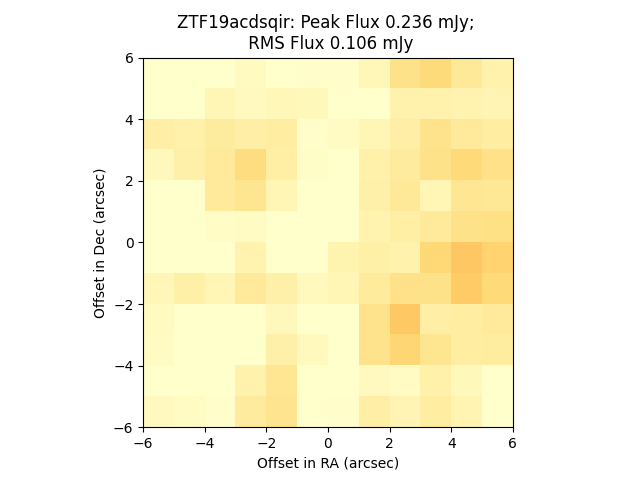 ZTF19acdsqir: Peak Flux 0.236 mJy;
RMS Flux 0.106 mJy
6
4
2
0
−2
−4
−6
Offset in Dec (arcsec)
−6 −4 −2 0 2 4 6
Offset in RA (arcsec)